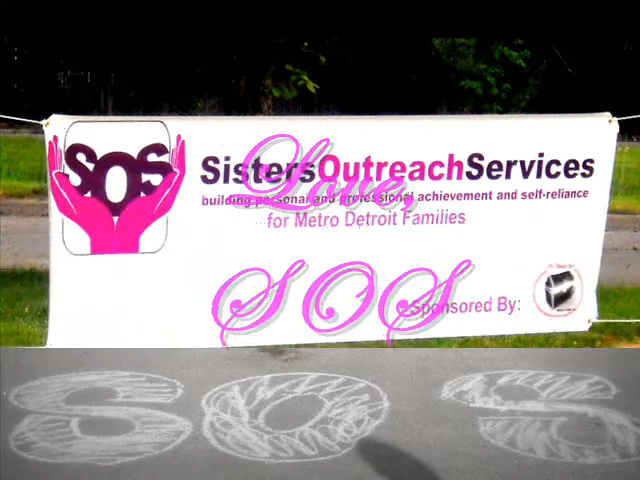 SOS
SistersOutreachServices
building personal and professional achievement and self-reliance
for Metro Detroit Families
Love,
SOS
Sponsored By:
SOS